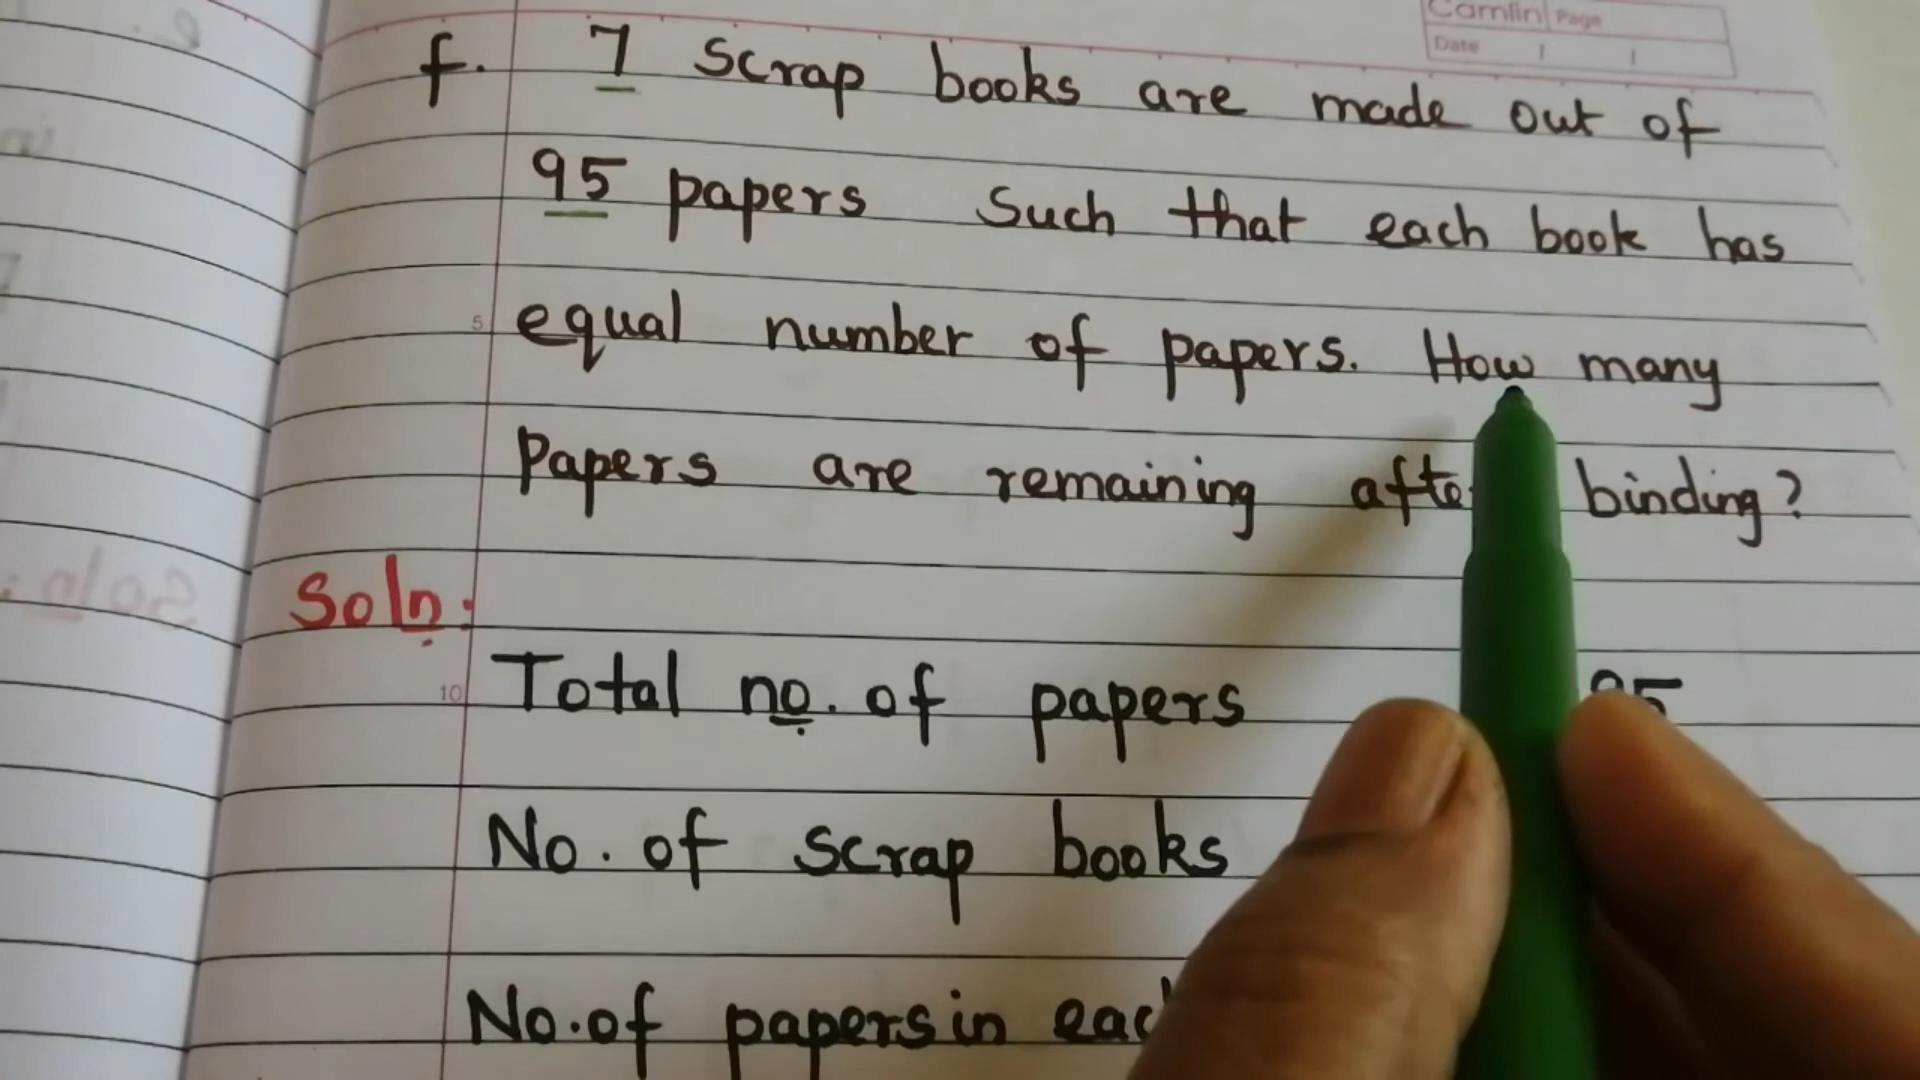 Camlin Page
Date / /
f. 7 Scrap books are made out of
95 papers Such that each book has
5 equal number of papers. How many
Papers are remaining binding?
Soln:
10 Total no. of papers
No. of scrap books
No. of papers in